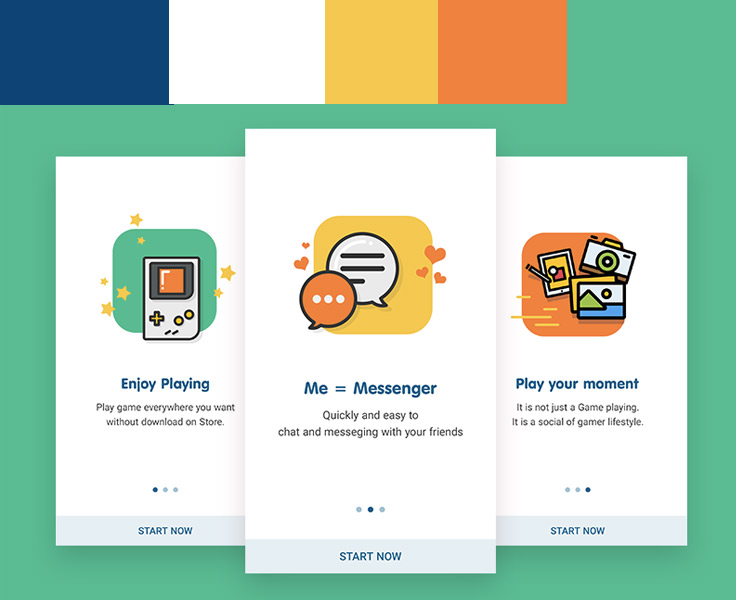 Enjoy Playing
Play game everywhere you want
without download on Store.
START NOW
Me = Messenger
Quickly and easy to
chat and messeging with your friends
START NOW
Play your moment
It is not just a Game playing.
It is a social of gamer lifestyle.
START NOW